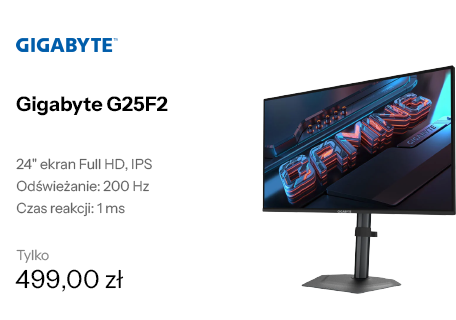 GIGABYTE™
Gigabyte G25F2
24" ekran Full HD, IPS
Odświeżanie: 200 Hz
Czas reakcji: 1 ms
Tylko
499,00 zł
GAMING
GIGABYTE